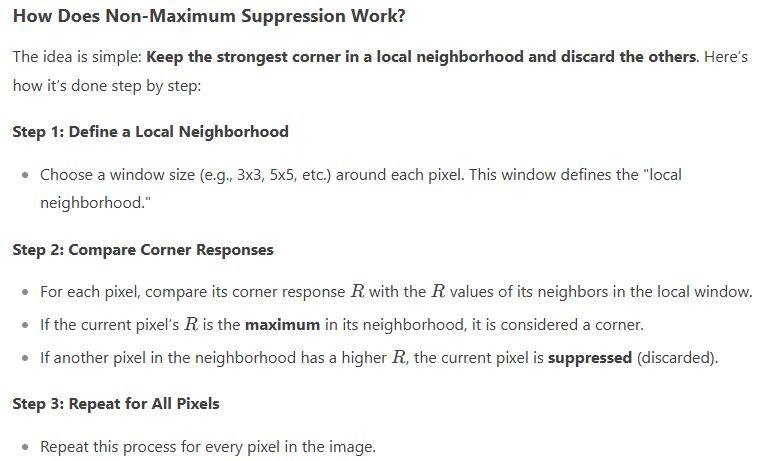 How Does Non-Maximum Suppression Work?
The idea is simple: Keep the strongest corner in a local neighborhood and discard the others. Here's
how it's done step by step:
Step 1: Define a Local Neighborhood
• Choose a window size (e.g., 3x3, 5x5, etc.) around each pixel. This window defines the "local
neighborhood."
Step 2: Compare Corner Responses
• For each pixel, compare its corner response R with the R values of its neighbors in the local window.
• If the current pixel's R is the maximum in its neighborhood, it is considered a corner.
• If another pixel in the neighborhood has a higher R, the current pixel is suppressed (discarded).
Step 3: Repeat for All Pixels
• Repeat this process for every pixel in the image.